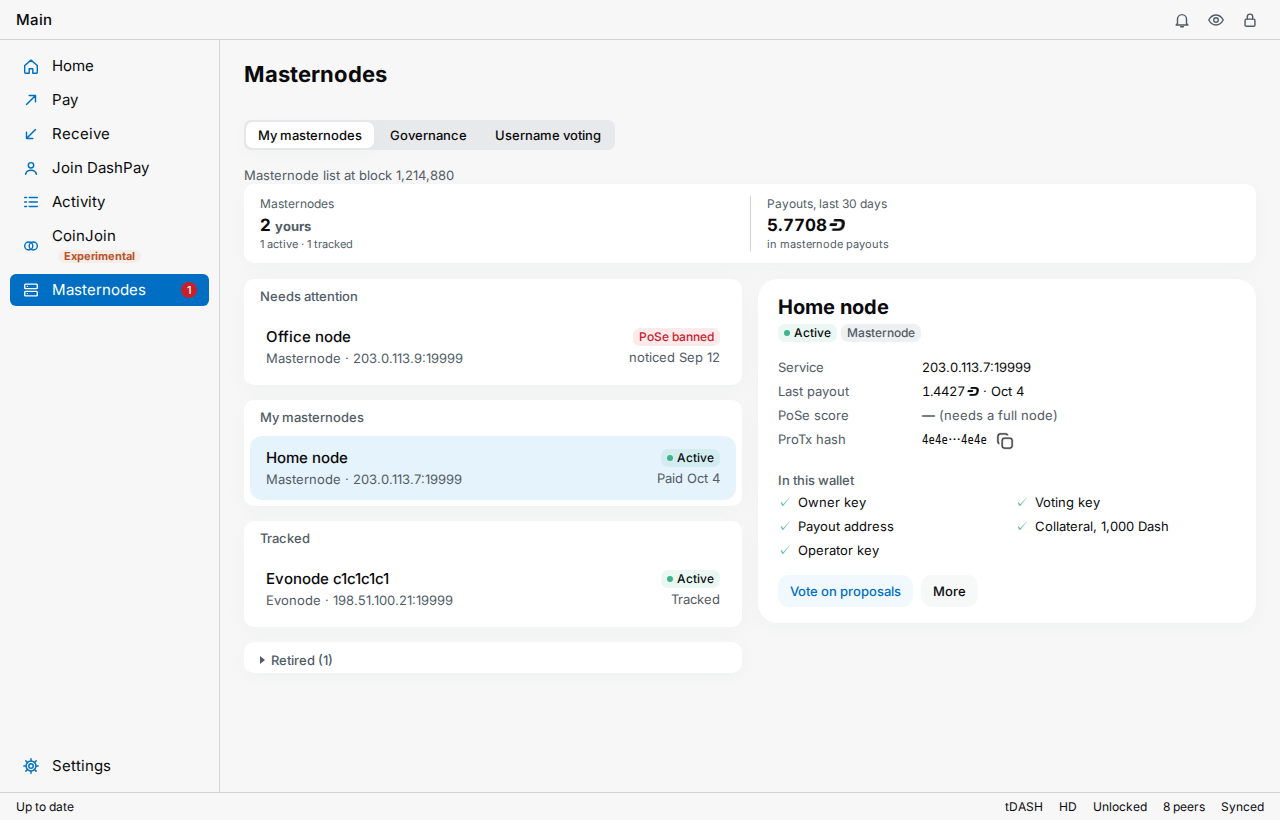 Main
Home
Pay
Receive
Join DashPay
Activity
CoinJoin
Experimental
Masternodes 1
Settings
Masternodes
My masternodes Governance Username voting
Masternode list at block 1,214,880
Masternodes
2 yours
1 active · 1 tracked
Payouts, last 30 days
5.7708
in masternode payouts
Needs attention
Office node PoSe banned
Masternode · 203.0.113.9:19999 noticed Sep 12
My masternodes
Home node Active
Masternode · 203.0.113.7:19999 Paid Oct 4
Tracked
Evonode c1c1c1c1 Active
Evonode · 198.51.100.21:19999 Tracked
Retired (1)
Home node
Active Masternode
Service 203.0.113.7:19999
Last payout 1.4427 · Oct 4
PoSe score — (needs a full node)
ProTx hash 4e4e…4e4e
In this wallet
✓ Owner key ✓ Voting key
✓ Payout address ✓ Collateral, 1,000 Dash
✓ Operator key
Vote on proposals More
Up to date tDASH HD Unlocked 8 peers Synced